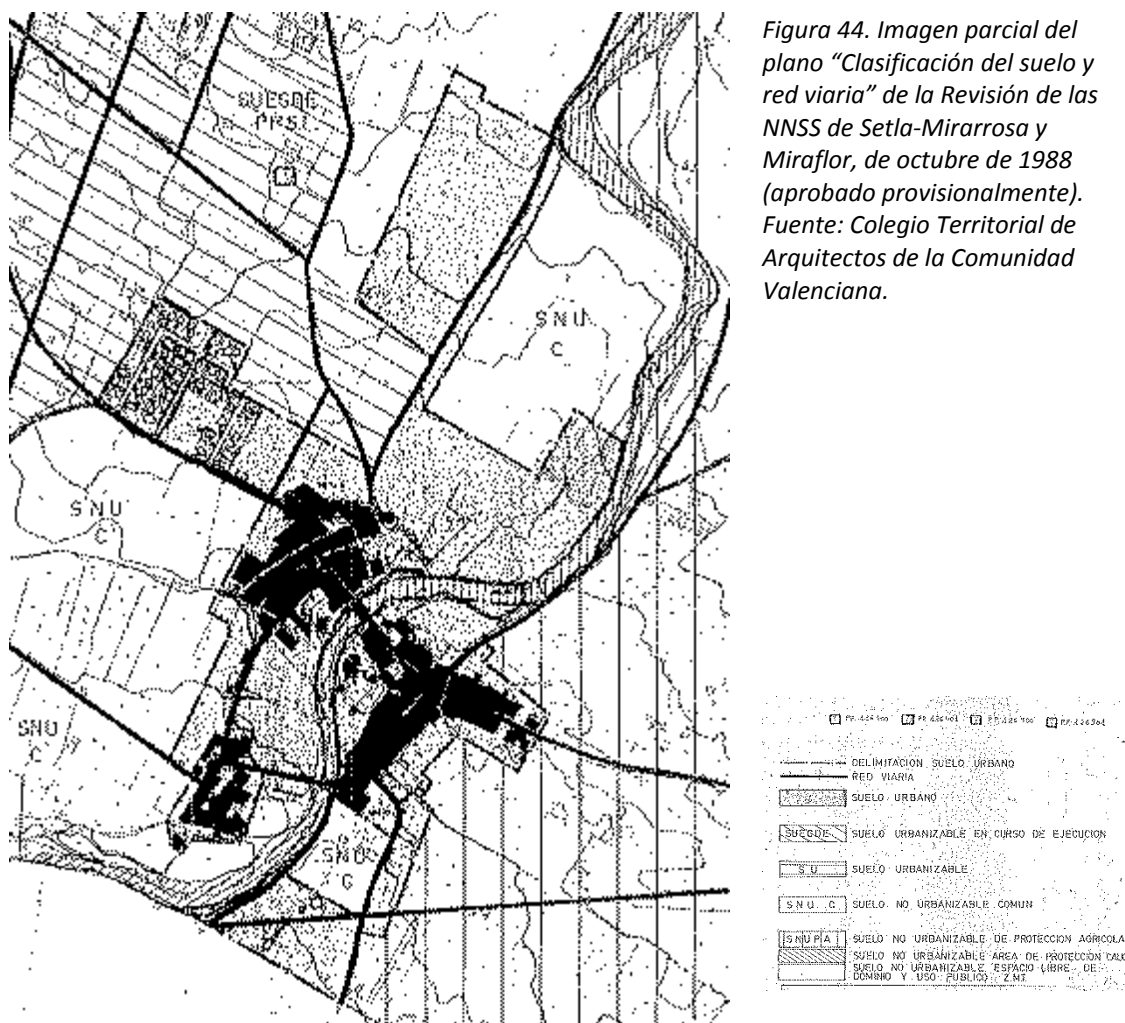 Figura 44. Imagen parcial del
plano “Clasificación del suelo y
red viaria” de la Revisión de las
NNSS de Setla-Mirarrosa y
Miraflor, de octubre de 1988
(aprobado provisionalmente).
Fuente: Colegio Territorial de
Arquitectos de la Comunidad
Valenciana.
SNU
C
SNU
C
SNU
C
SNU
DELIMITACION SUELO URBANO
RED VIARIA
SUELO URBANO
SUELO URBANIZABLE EN CURSO DE EJECUCION
SU SUELO URBANIZABLE
SNU C SUELO NO URBANIZABLE COMUN
SNUPA SUELO NO URBANIZABLE DE PROTECCION AGRICOLA
SUELO NO URBANIZABLE AREA DE PROTECCION
SUELO NO URBANIZABLE ESPACIO LIBRE DE
DOMINIO Y USO PUBLICO Z.M.T.